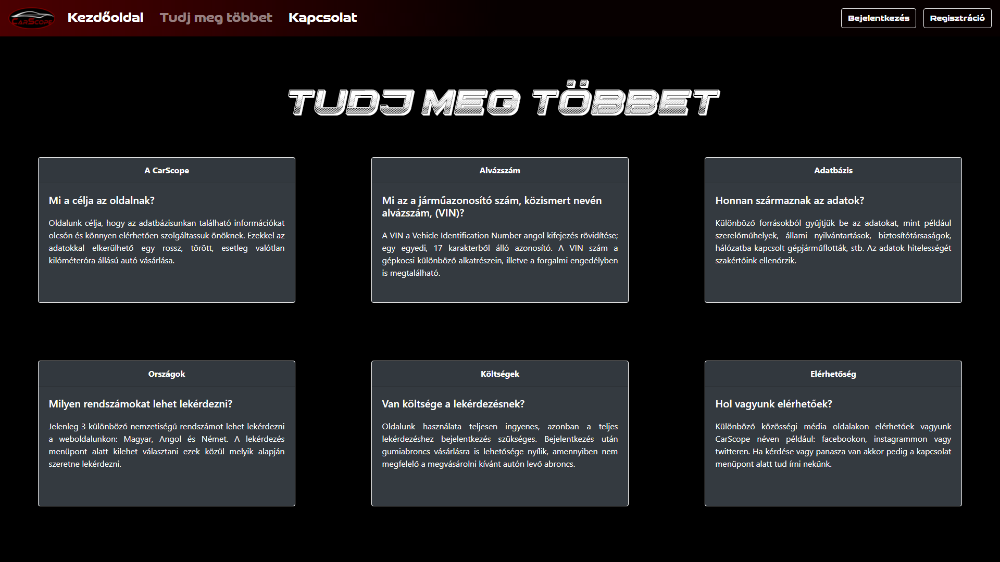 CarScope
Kezdőoldal
Tudj meg többet
Kapcsolat
Bejelentkezés
Regisztráció
TUDJ MEG TÖBBET
A CarScope
Mi a célja az oldalnak?
Oldalunk célja, hogy az adatbázisunkan található információkat
olcsón és könnyen elérhetően szolgáltassuk önöknek. Ezekkel az
adatokkal elkerülhető egy rossz, törött, esetleg valótlan
kilóméteróra állású autó vásárlása.
Alvázszám
Mi az a járműazonosító szám, közismert nevén
alvázszám, (VIN)?
A VIN a Vehicle Identification Number angol kifejezés rövidítése;
egy egyedi, 17 karakterből álló azonosító. A VIN szám a
gépkocsi különböző alkatrészein, illetve a forgalmi engedélyben
is megtalálható.
Adatbázis
Honnan származnak az adatok?
Különböző forrásokból gyűjtjük be az adatokat, mint például
szerelőműhelyek, állami nyilvántartások, biztosítótársaságok,
hálózatba kapcsolt gépjárműflották, stb. Az adatok hitelességét
szakértőink ellenőrzik.
Országok
Milyen rendszámokat lehet lekérdezni?
Jelenleg 3 különböző nemzetiségű rendszámot lehet lekérdezni
a weboldalunkon: Magyar, Angol és Német. A lekérdezés
menüpont alatt kilehet választani ezek közül melyik alapján
szeretne lekérdezni.
Költségek
Van költsége a lekérdezésnek?
Oldalunk használata teljesen ingyenes, azonban a teljes
lekérdezéshez bejelentkezés szükséges. Bejelentkezés után
gumiabroncs vásárlásra is lehetősége nyílik, amennyiben nem
megfelelő a megvásárolni kívánt autón levő abroncs.
Elérhetőség
Hol vagyunk elérhetőek?
Különböző közösségi média oldalakon elérhetőek vagyunk
CarScope néven például: facebookon, instagrammon vagy
twitteren. Ha kérdése vagy panasza van akkor pedig a kapcsolat
menüpont alatt tud írni nekünk.